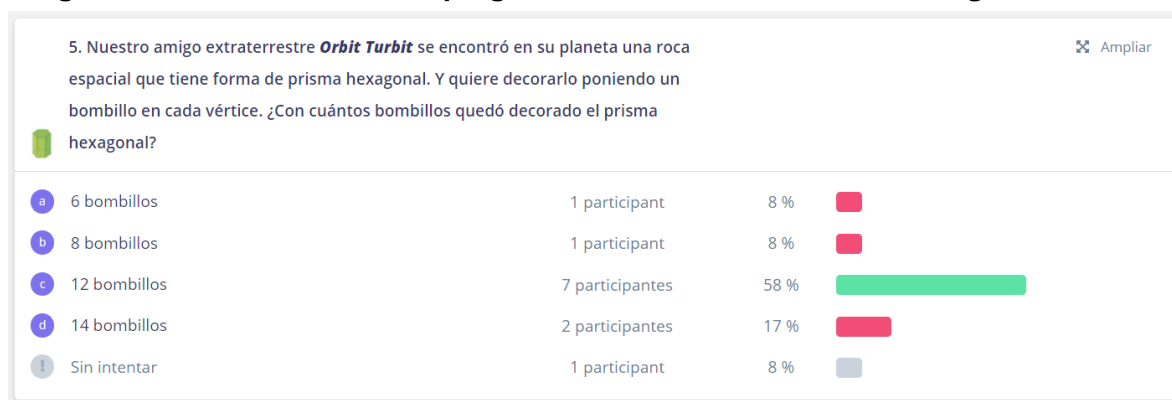 5. Nuestro amigo extraterrestre Orbit Turbit se encontró en su planeta una roca
Ampliar
espacial que tiene forma de prisma hexagonal. Y quiere decorarlo poniendo un
bombillo en cada vértice. ¿Con cuántos bombillos quedó decorado el prisma
hexagonal?
a 6 bombillos 1 participant 8 %
b 8 bombillos 1 participant 8 %
c 12 bombillos 7 participantes 58 %
d 14 bombillos 2 participantes 17 %
! Sin intentar 1 participant 8 %